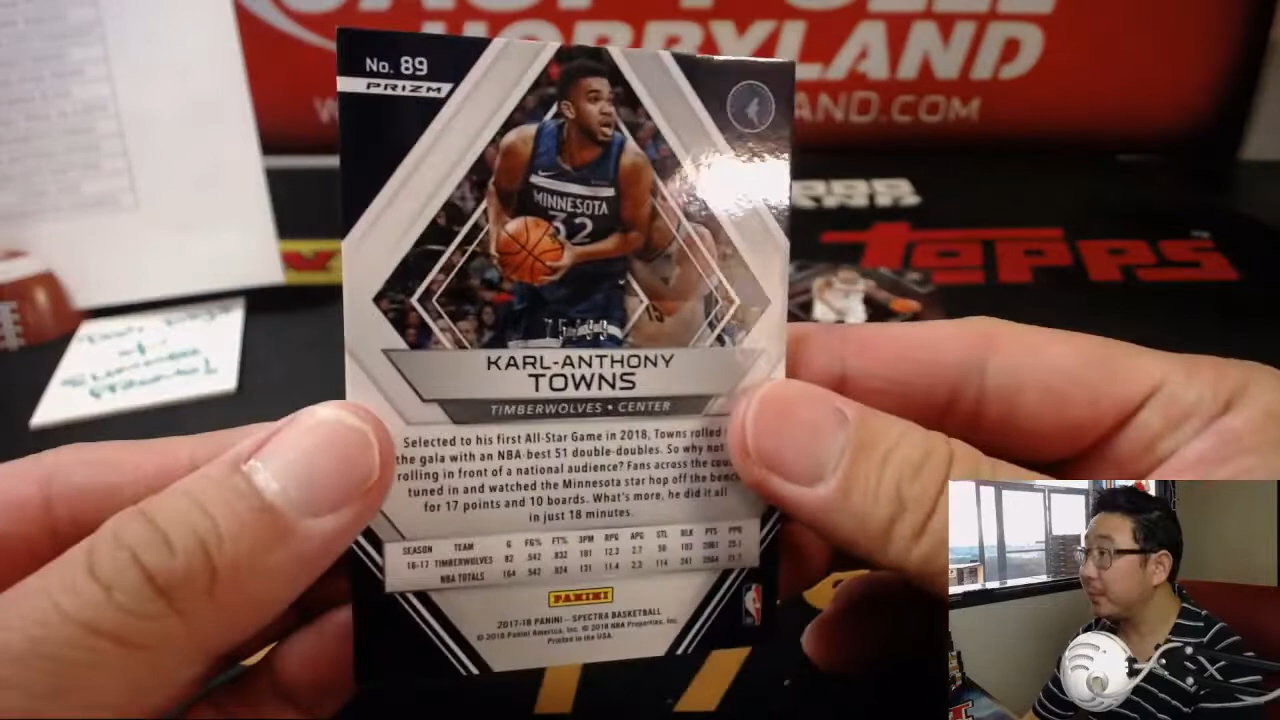 HOBBYLAND
AND.COM
TOPPS
No. 89
PRIZM
MINNESOTA
32
KARL-ANTHONY
TOWNS
TIMBERWOLVES • CENTER
Selected to his first All-Star Game in 2018, Towns rolled
the gala with an NBA-best 51 double-doubles. So why not
rolling in front of a national audience? Fans across the cou
tuned in and watched the Minnesota star hop off the bench
for 17 points and 10 boards. What's more, he did it all
in just 18 minutes.
SEASON TEAM G FG% FT% 3PM RPG APG STL BLK PTS PPG
16-17 TIMBERWOLVES 82 .542 .832 101 12.3 2.7 103 25.1
NBA TOTALS 164 .542 .824 131 11.4 2.3 114 241
PANINI
2017-18 PANINI – SPECTRA BASKETBALL
© 2018 Panini America, Inc. © 2018 NBA Properties, Inc.
Printed in the USA.